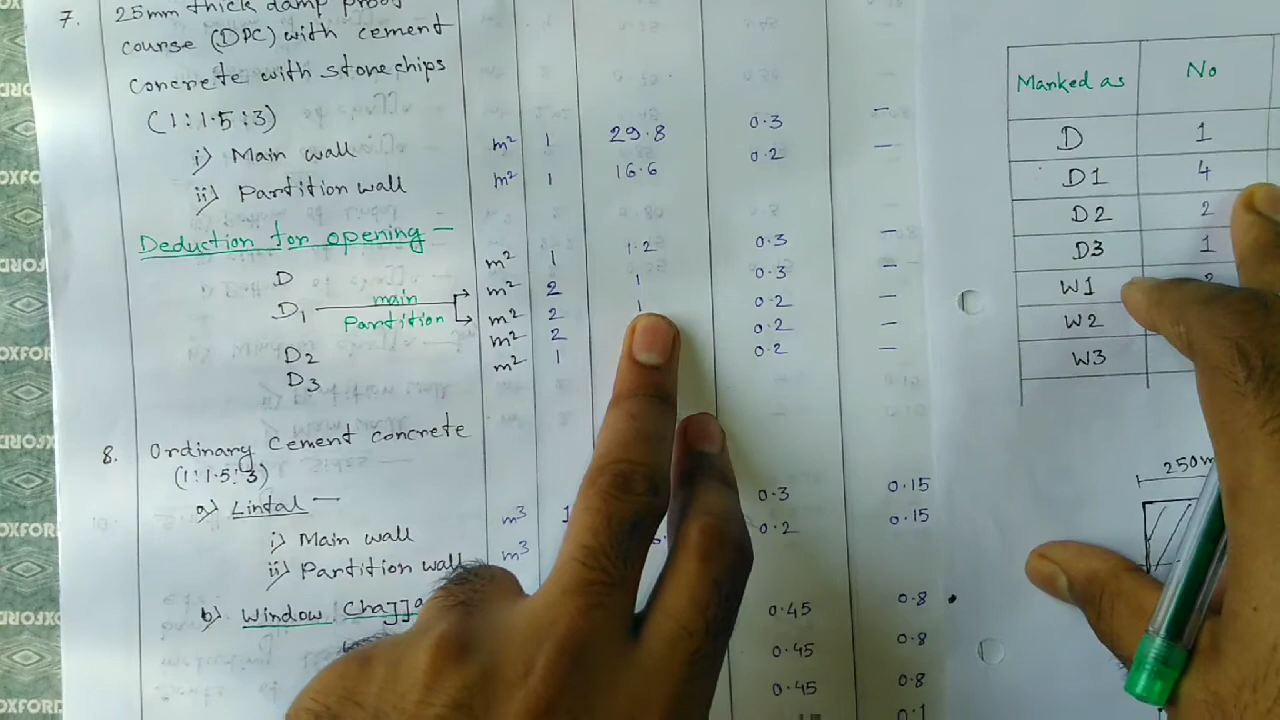 7. 25mm thick damp proof
course (DPC) with cement
concrete with stone chips
(1:1.5:3)
i) Main wall m² 1 29.8 0.3 –
ii) Partition wall m² 1 16.6 0.2 –
Deduction for opening –
D m² 1 1.2 0.3 –
D₁ main m² 2 1 0.3 –
Partition m² 2 1 0.2 –
D2 m² 2 0.2 –
D3 m² 1 0.2 –
8. Ordinary Cement concrete
(1:1.5:3)
a) Lintal –
i) Main wall m³ 1 0.3 0.15
ii) Partition wall m³ 0.2 0.15
b) Window Chajja
0.45 0.8
0.45 0.8
0.45 0.8
0.1
Marked as No
D 1
D1 4
D2 2
D3 1
W1
W2
W3
OXFORD